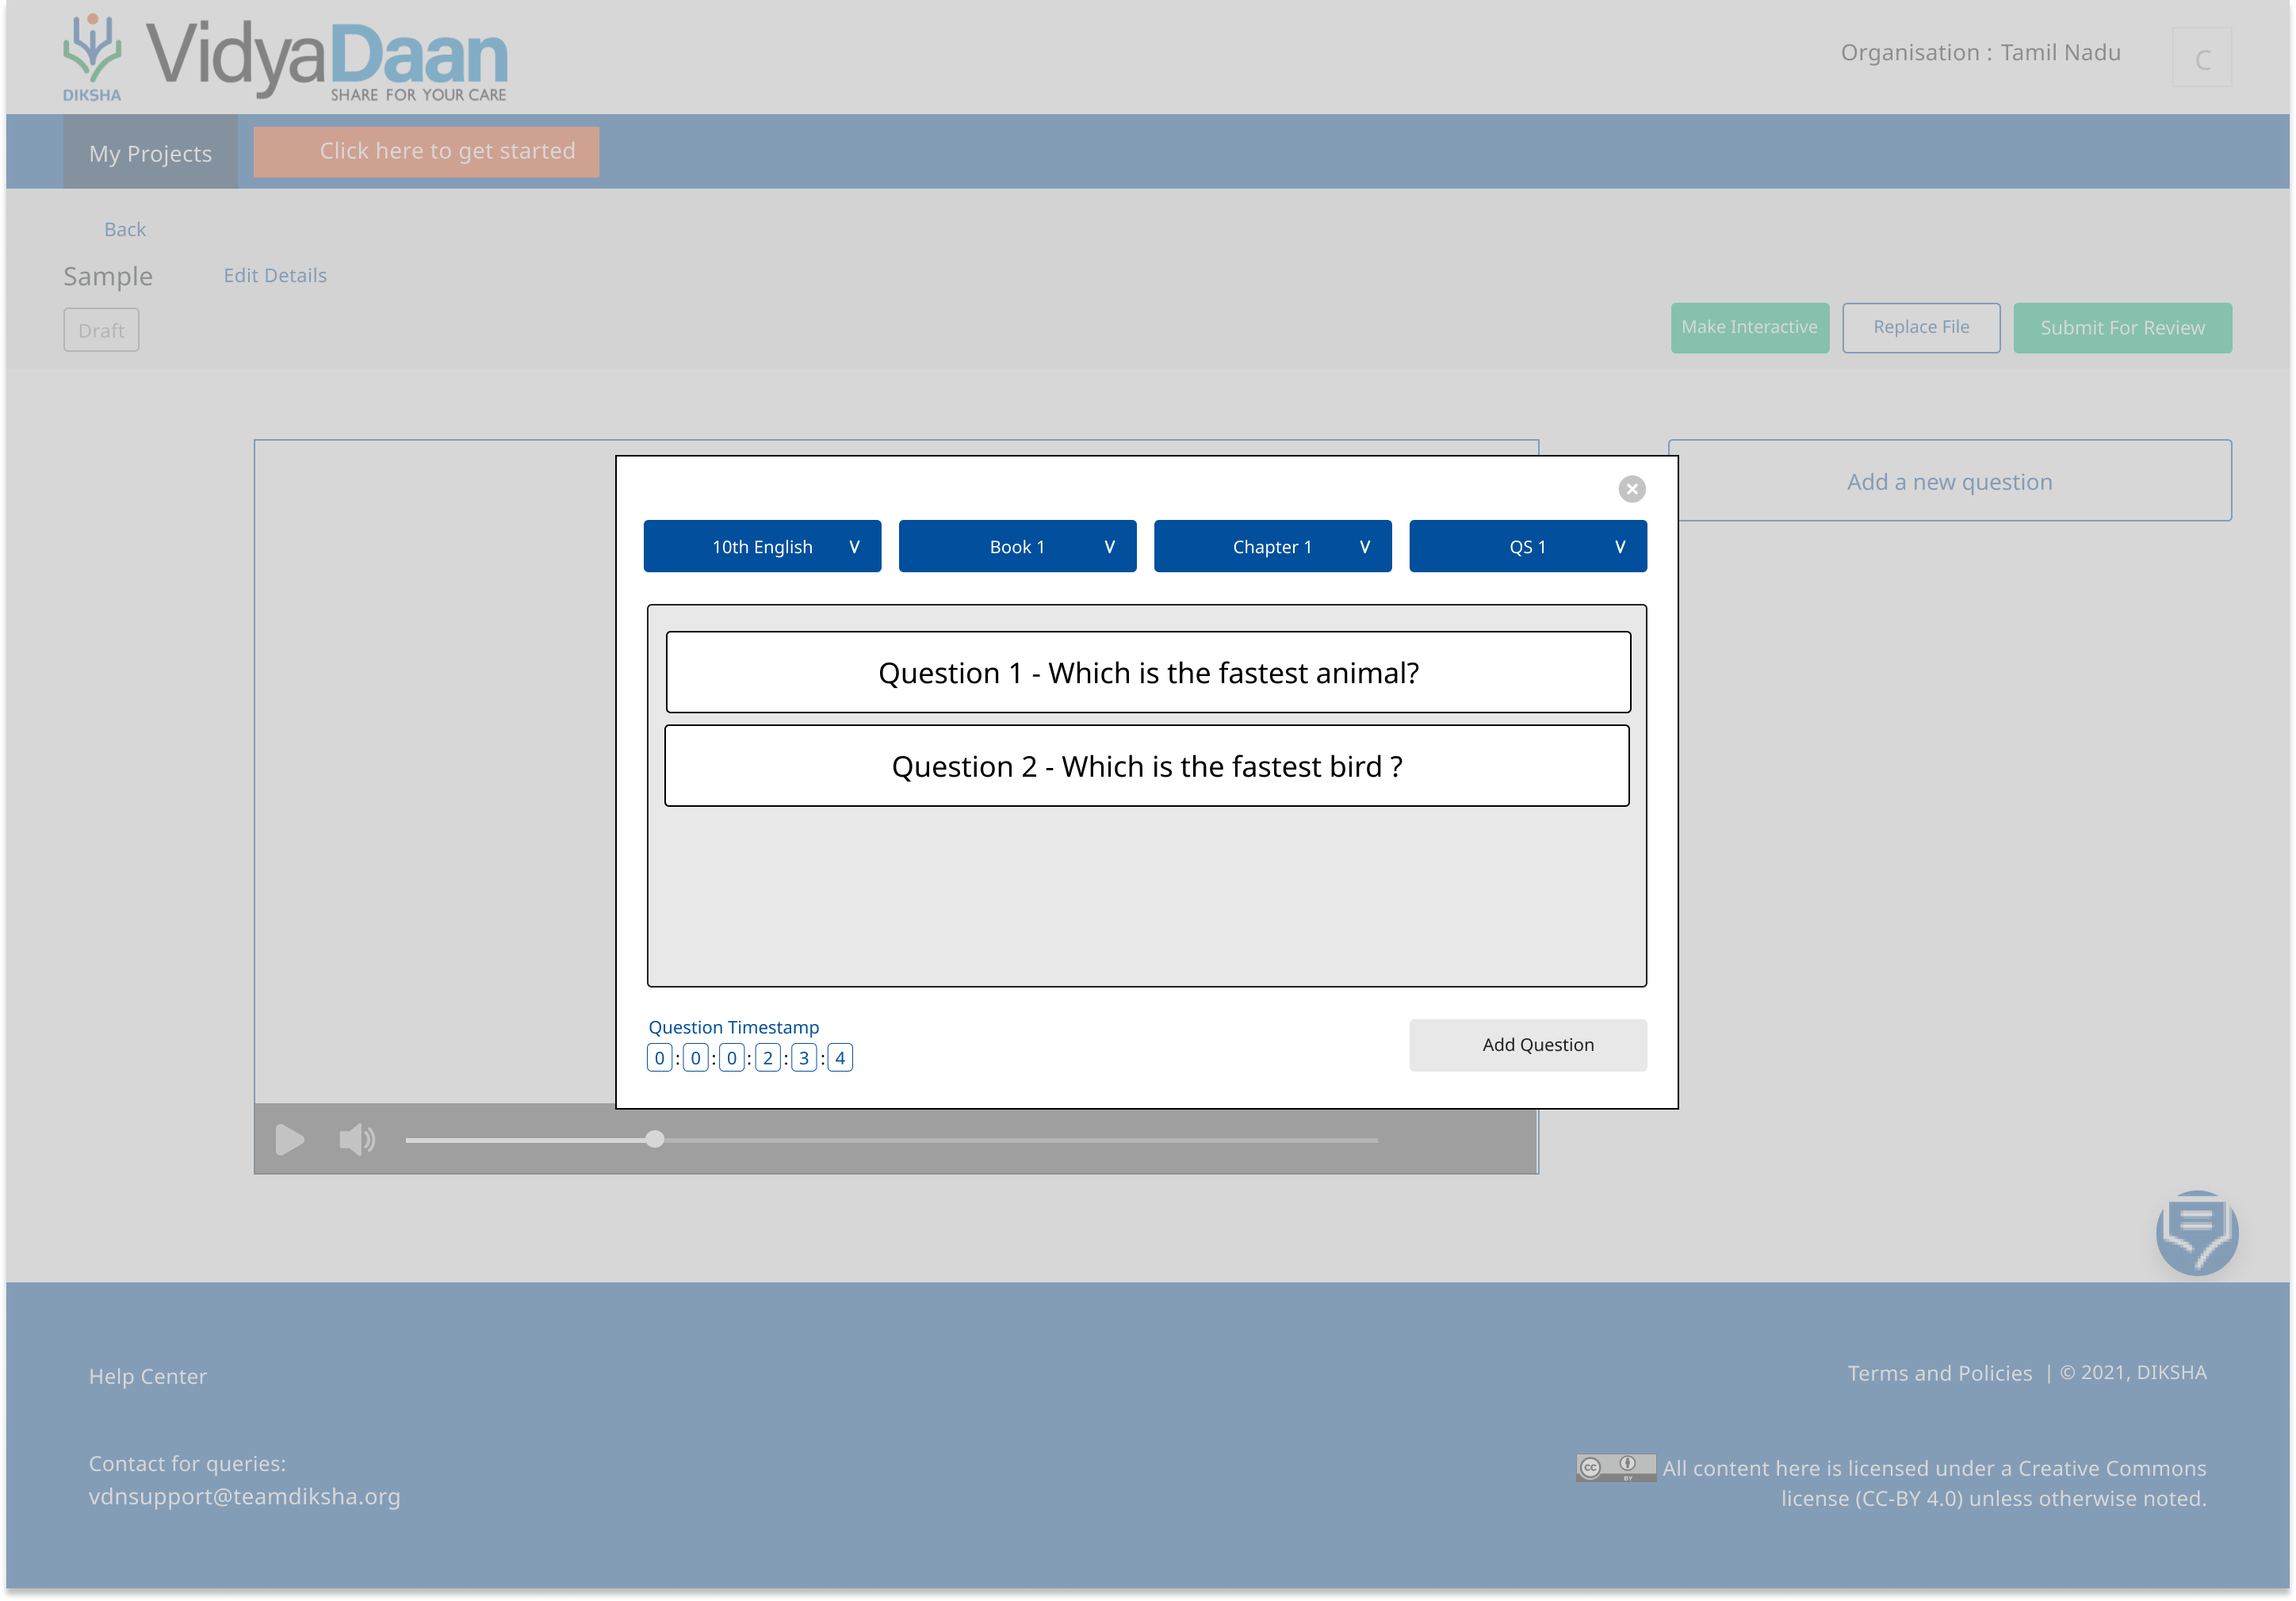 DIKSHA
VidyaDaan
SHARE FOR YOUR CARE
Organisation : Tamil Nadu
C
My Projects
Click here to get started
Back
Sample
Edit Details
Draft
Make Interactive
Replace File
Submit For Review
Add a new question
10th English V
Book 1 V
Chapter 1 V
QS 1 V
Question 1 - Which is the fastest animal?
Question 2 - Which is the fastest bird ?
Question Timestamp
0 : 0 : 0 : 2 : 3 : 4
Add Question
Help Center
Terms and Policies | © 2021, DIKSHA
Contact for queries:
vdnsupport@teamdiksha.org
CC BY
All content here is licensed under a Creative Commons
license (CC-BY 4.0) unless otherwise noted.